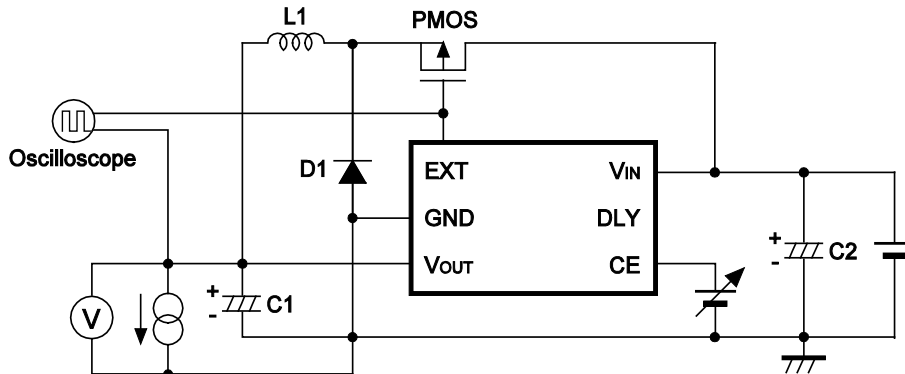 L1
PMOS
Oscilloscope
D1
EXT
VIN
GND
DLY
VOUT
CE
C2
+
-
C1
+
-
V